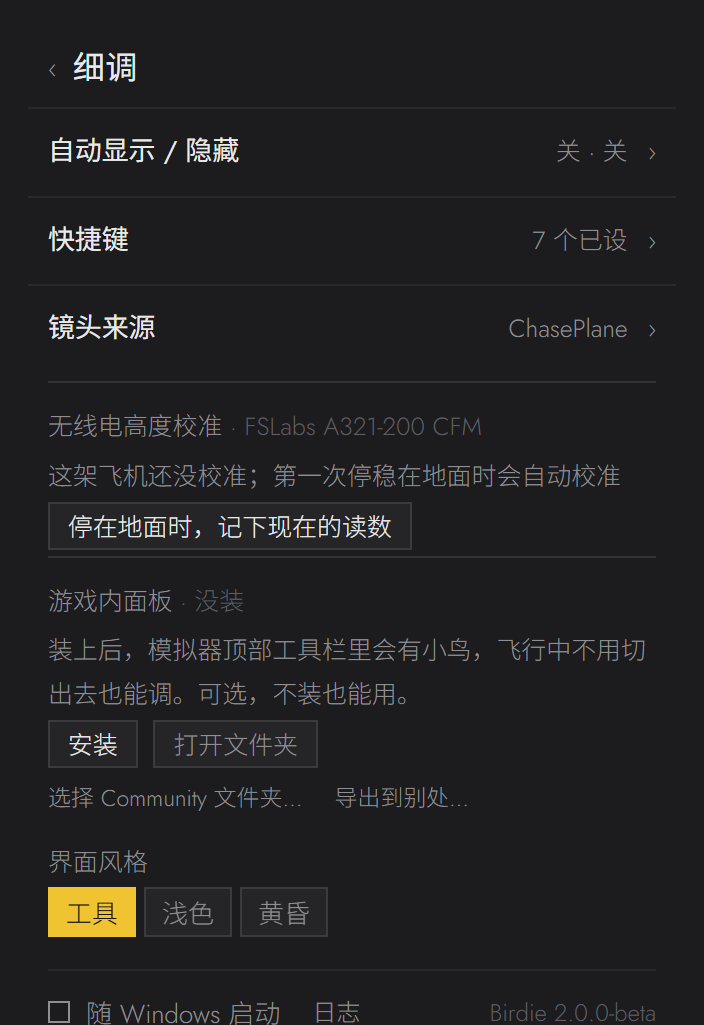 ‹ 细调
自动显示 / 隐藏 关 · 关 ›
快捷键 7 个已设 ›
镜头来源 ChasePlane ›
无线电高度校准 · FSLabs A321-200 CFM
这架飞机还没校准；第一次停稳在地面时会自动校准
停在地面时，记下现在的读数
游戏内面板 · 没装
装上后，模拟器顶部工具栏里会有小鸟，飞行中不用切
出去也能调。可选，不装也能用。
安装 打开文件夹
选择 Community 文件夹... 导出到别处...
界面风格
工具 浅色 黄昏
随 Windows 启动 日志 Birdie 2.0.0-beta